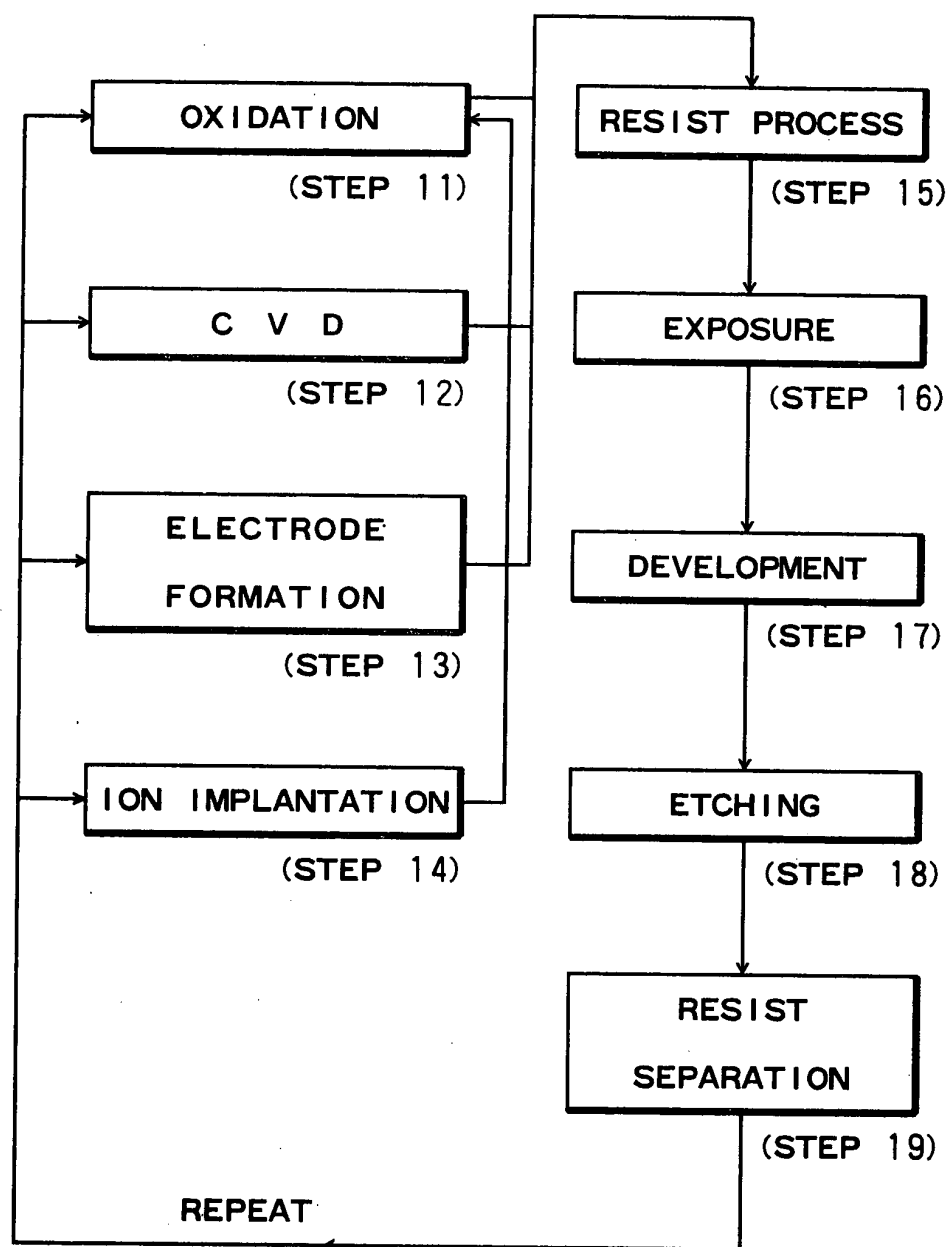 OXIDATION
(STEP 11)
CVD
(STEP 12)
ELECTRODE
FORMATION
(STEP 13)
ION IMPLANTATION
(STEP 14)
RESIST PROCESS
(STEP 15)
EXPOSURE
(STEP 16)
DEVELOPMENT
(STEP 17)
ETCHING
(STEP 18)
RESIST
SEPARATION
(STEP 19)
REPEAT